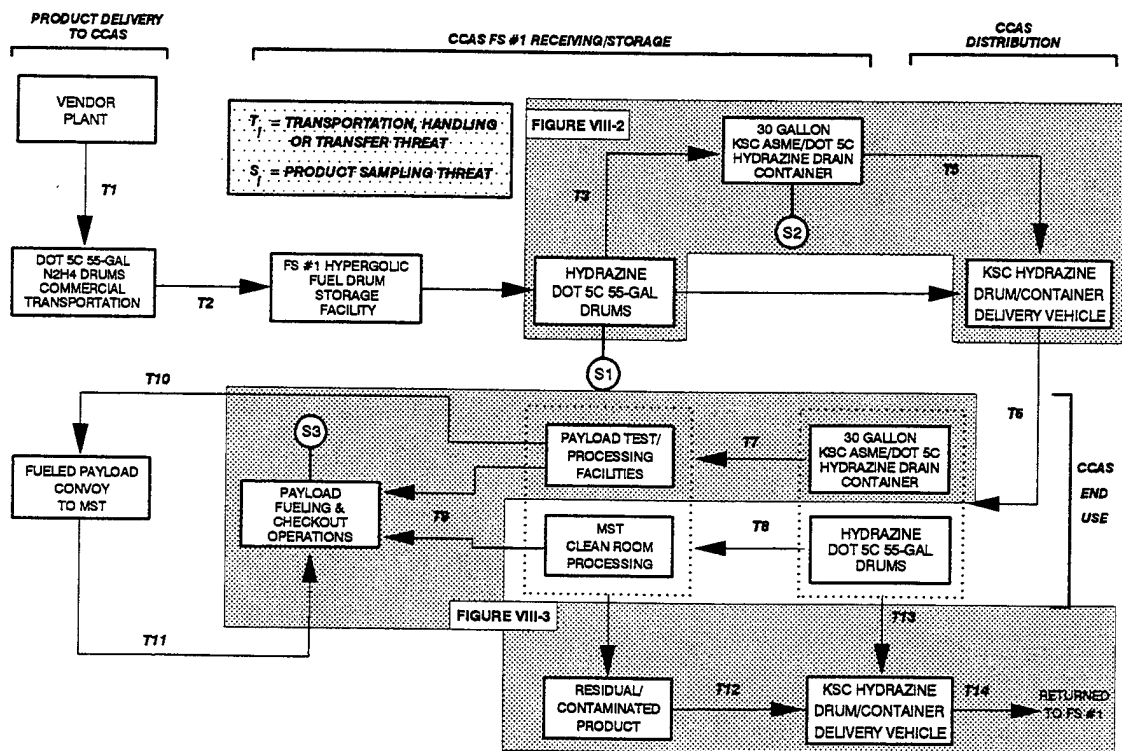 PRODUCT DELIVERY
TO CCAS
CCAS FS #1 RECEIVING/STORAGE
CCAS
DISTRIBUTION
VENDOR
PLANT
T1
DOT 5C 55-GAL
N2H4 DRUMS
COMMERCIAL
TRANSPORTATION
T2
Ti = TRANSPORTATION, HANDLING
OR TRANSFER THREAT
Si = PRODUCT SAMPLING THREAT
FS #1 HYPERGOLIC
FUEL DRUM
STORAGE
FACILITY
FIGURE VIII-2
30 GALLON
KSC ASME/DOT 5C
HYDRAZINE DRAIN
CONTAINER
T3
T5
S2
HYDRAZINE
DOT 5C 55-GAL
DRUMS
S1
KSC HYDRAZINE
DRUM/CONTAINER
DELIVERY VEHICLE
T6
T10
S3
FUELED PAYLOAD
CONVOY
TO MST
PAYLOAD
FUELING &
CHECKOUT
OPERATIONS
T9
PAYLOAD TEST/
PROCESSING
FACILITIES
T7
30 GALLON
KSC ASME/DOT 5C
HYDRAZINE DRAIN
CONTAINER
CCAS
END
USE
MST
CLEAN ROOM
PROCESSING
T8
HYDRAZINE
DOT 5C 55-GAL
DRUMS
T11
FIGURE VIII-3
T13
RESIDUAL/
CONTAMINATED
PRODUCT
T12
KSC HYDRAZINE
DRUM/CONTAINER
DELIVERY VEHICLE
T14
RETURNED
TO FS #1